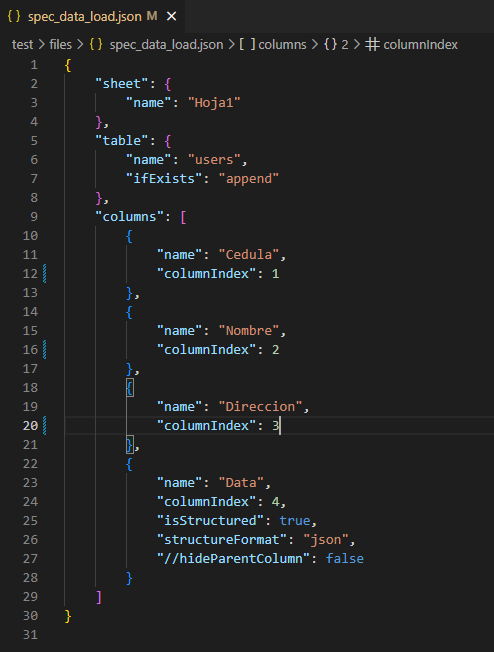 { } spec_data_load.json M ×
test > files > { } spec_data_load.json > [ ] columns > { } 2 > columnIndex
1 {
2     "sheet": {
3         "name": "Hoja1"
4     },
5     "table": {
6         "name": "users",
7         "ifExists": "append"
8     },
9     "columns": [
10         {
11             "name": "Cedula",
12             "columnIndex": 1
13         },
14         {
15             "name": "Nombre",
16             "columnIndex": 2
17         },
18         {
19             "name": "Direccion",
20             "columnIndex": 3
21         },
22         {
23             "name": "Data",
24             "columnIndex": 4,
25             "isStructured": true,
26             "structureFormat": "json",
27             "//hideParentColumn": false
28         }
29     ]
30 }
31